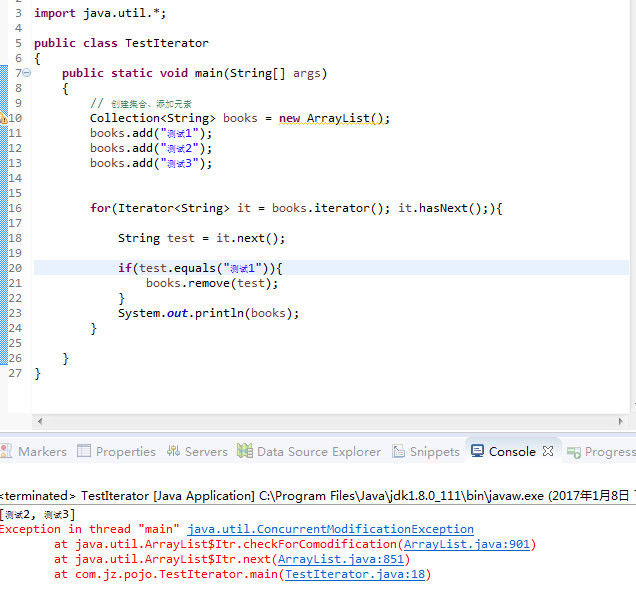 3 import java.util.*;
4
5 public class TestIterator
6 {
7 public static void main(String[] args)
8 {
9 // 创建集合、添加元素
10 Collection<String> books = new ArrayList();
11 books.add("测试1");
12 books.add("测试2");
13 books.add("测试3");
14
15
16 for(Iterator<String> it = books.iterator(); it.hasNext();){
17
18 String test = it.next();
19
20 if(test.equals("测试1")){
21 books.remove(test);
22 }
23 System.out.println(books);
24 }
25
26 }
27 }
Markers Properties Servers Data Source Explorer Snippets Console Progress
<terminated> TestIterator [Java Application] C:\Program Files\Java\jdk1.8.0_111\bin\javaw.exe (2017年1月8日
[测试2, 测试3]
Exception in thread "main" java.util.ConcurrentModificationException
at java.util.ArrayList$Itr.checkForComodification(ArrayList.java:901)
at java.util.ArrayList$Itr.next(ArrayList.java:851)
at com.jz.pojo.TestIterator.main(TestIterator.java:18)